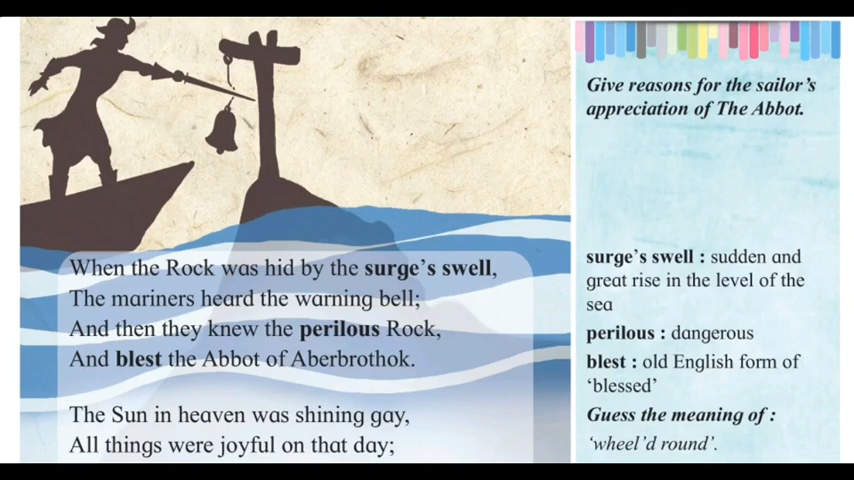 When the Rock was hid by the surge's swell,
The mariners heard the warning bell;
And then they knew the perilous Rock,
And blest the Abbot of Aberbrothok.
The Sun in heaven was shining gay,
All things were joyful on that day;
Give reasons for the sailor's
appreciation of The Abbot.
surge's swell : sudden and
great rise in the level of the
sea
perilous : dangerous
blest : old English form of
‘blessed’
Guess the meaning of :
‘wheel’d round’.